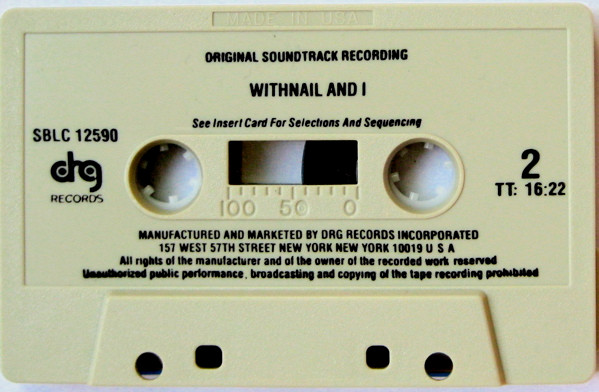 MADE IN USA
ORIGINAL SOUNDTRACK RECORDING
WITHNAIL AND I
See Insert Card For Selections And Sequencing
SBLC 12590
drg
RECORDS
2
TT: 16:22
100 50 0
MANUFACTURED AND MARKETED BY DRG RECORDS INCORPORATED
157 WEST 57TH STREET NEW YORK NEW YORK 10019 U S A
All rights of the manufacturer and of the owner of the recorded work reserved
Unauthorized public performance, broadcasting and copying of the tape recording prohibited